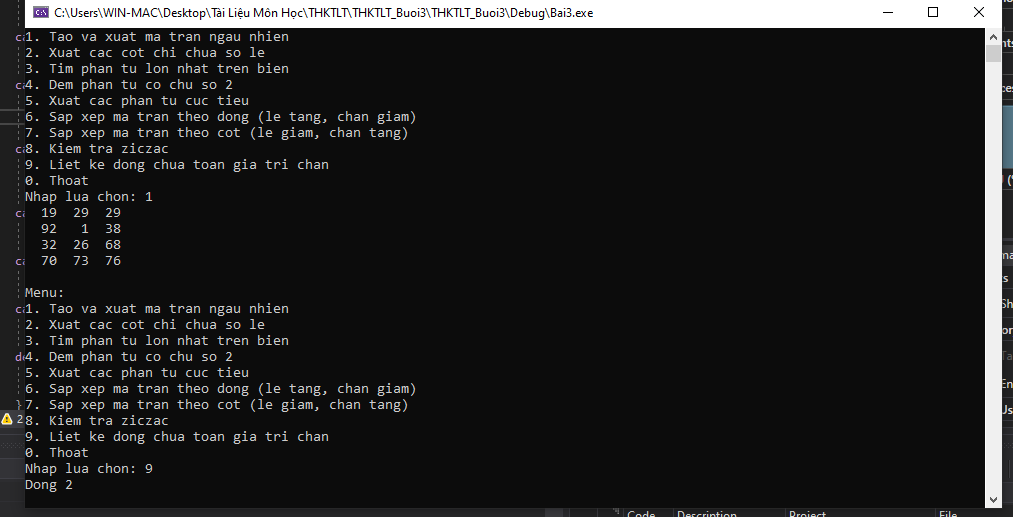 C:\Users\WIN-MAC\Desktop\Tài Liệu Môn Học\THKTLT\THKTLT_Buoi3\THKTLT_Buoi3\Debug\Bai3.exe
1. Tao va xuat ma tran ngau nhien
2. Xuat cac cot chi chua so le
3. Tim phan tu lon nhat tren bien
4. Dem phan tu co chu so 2
5. Xuat cac phan tu cuc tieu
6. Sap xep ma tran theo dong (le tang, chan giam)
7. Sap xep ma tran theo cot (le giam, chan tang)
8. Kiem tra ziczac
9. Liet ke dong chua toan gia tri chan
0. Thoat
Nhap lua chon: 1
19 29 29
92 1 38
32 26 68
70 73 76
Menu:
1. Tao va xuat ma tran ngau nhien
2. Xuat cac cot chi chua so le
3. Tim phan tu lon nhat tren bien
4. Dem phan tu co chu so 2
5. Xuat cac phan tu cuc tieu
6. Sap xep ma tran theo dong (le tang, chan giam)
7. Sap xep ma tran theo cot (le giam, chan tang)
8. Kiem tra ziczac
9. Liet ke dong chua toan gia tri chan
0. Thoat
Nhap lua chon: 9
Dong 2
Code Description Project File